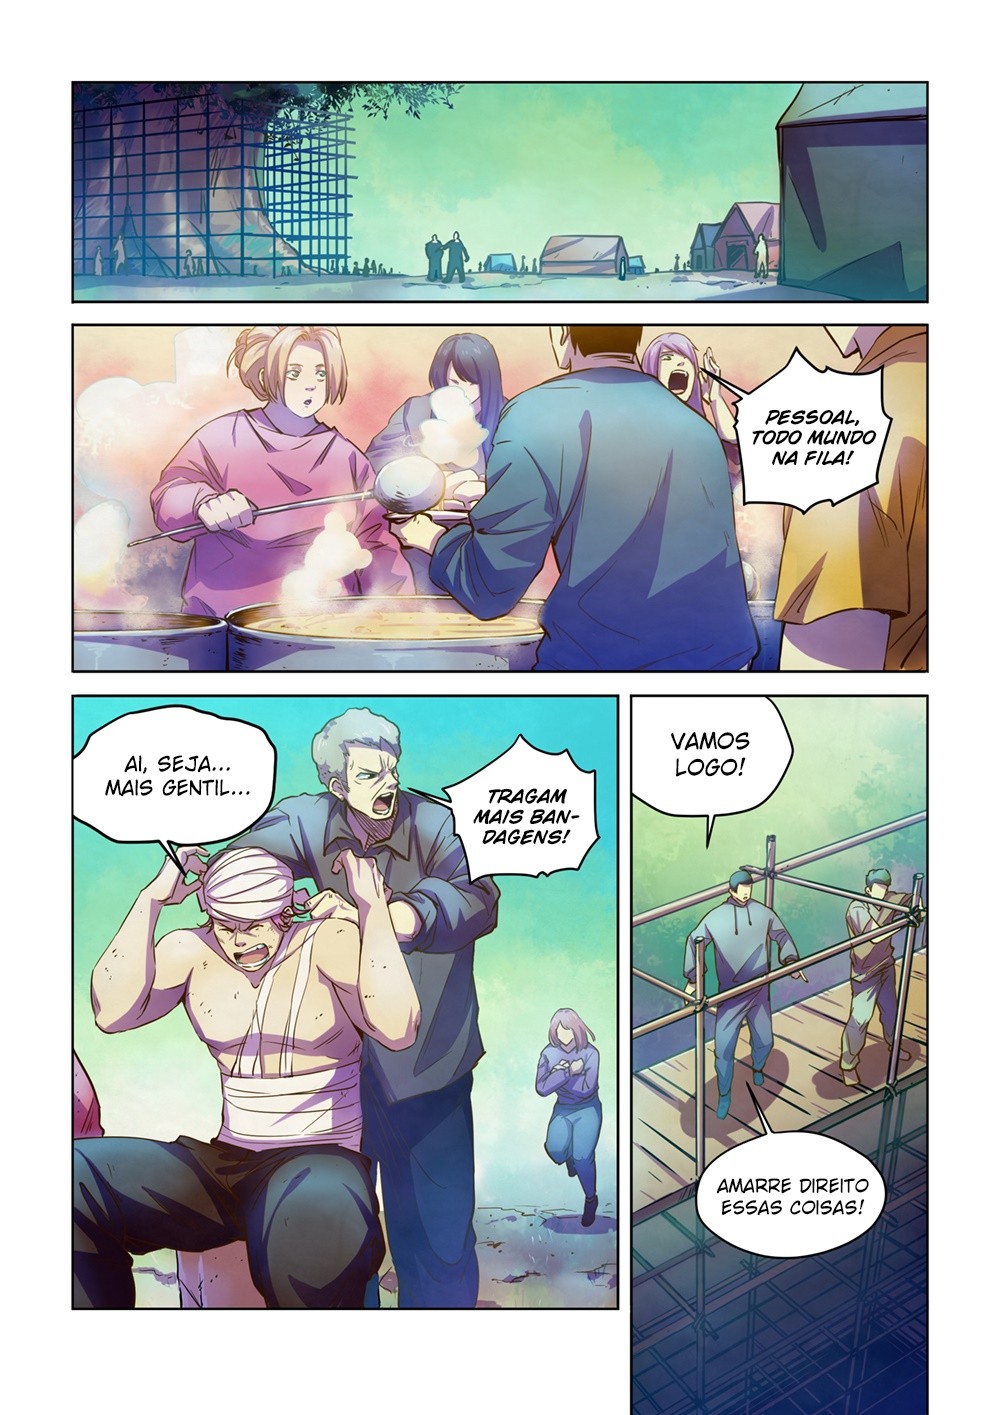 PESSOAL,
TODO MUNDO
NA FILA!
AI, SEJA...
MAIS GENTIL...
TRAGAM
MAIS BAN-
DAGENS!
VAMOS
LOGO!
AMARRE DIREITO
ESSAS COISAS!